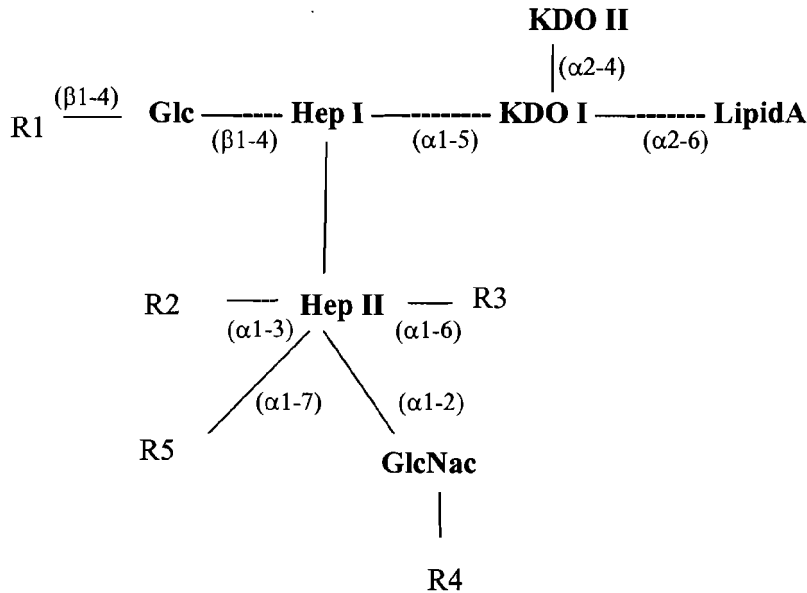 KDO II
(α2-4)
(β1-4)
R1 Glc Hep I KDO I LipidA
(β1-4) (α1-5) (α2-6)
R2 Hep II R3
(α1-3) (α1-6)
(α1-7) (α1-2)
R5
GlcNac
R4